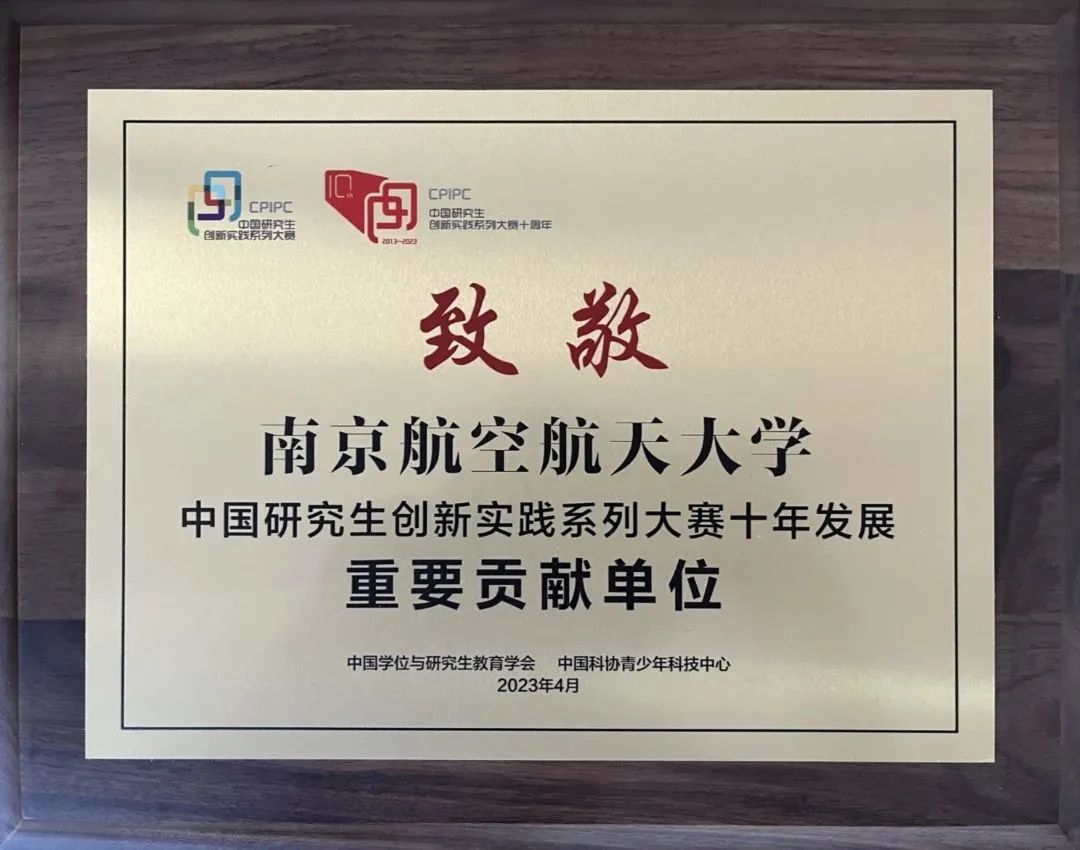 CPIPC
中国研究生
创新实践系列大赛
10th
2013-2023
CPIPC
中国研究生
创新实践系列大赛十周年
致敬
南京航空航天大学
中国研究生创新实践系列大赛十年发展
重要贡献单位
中国学位与研究生教育学会 中国科协青少年科技中心
2023年4月